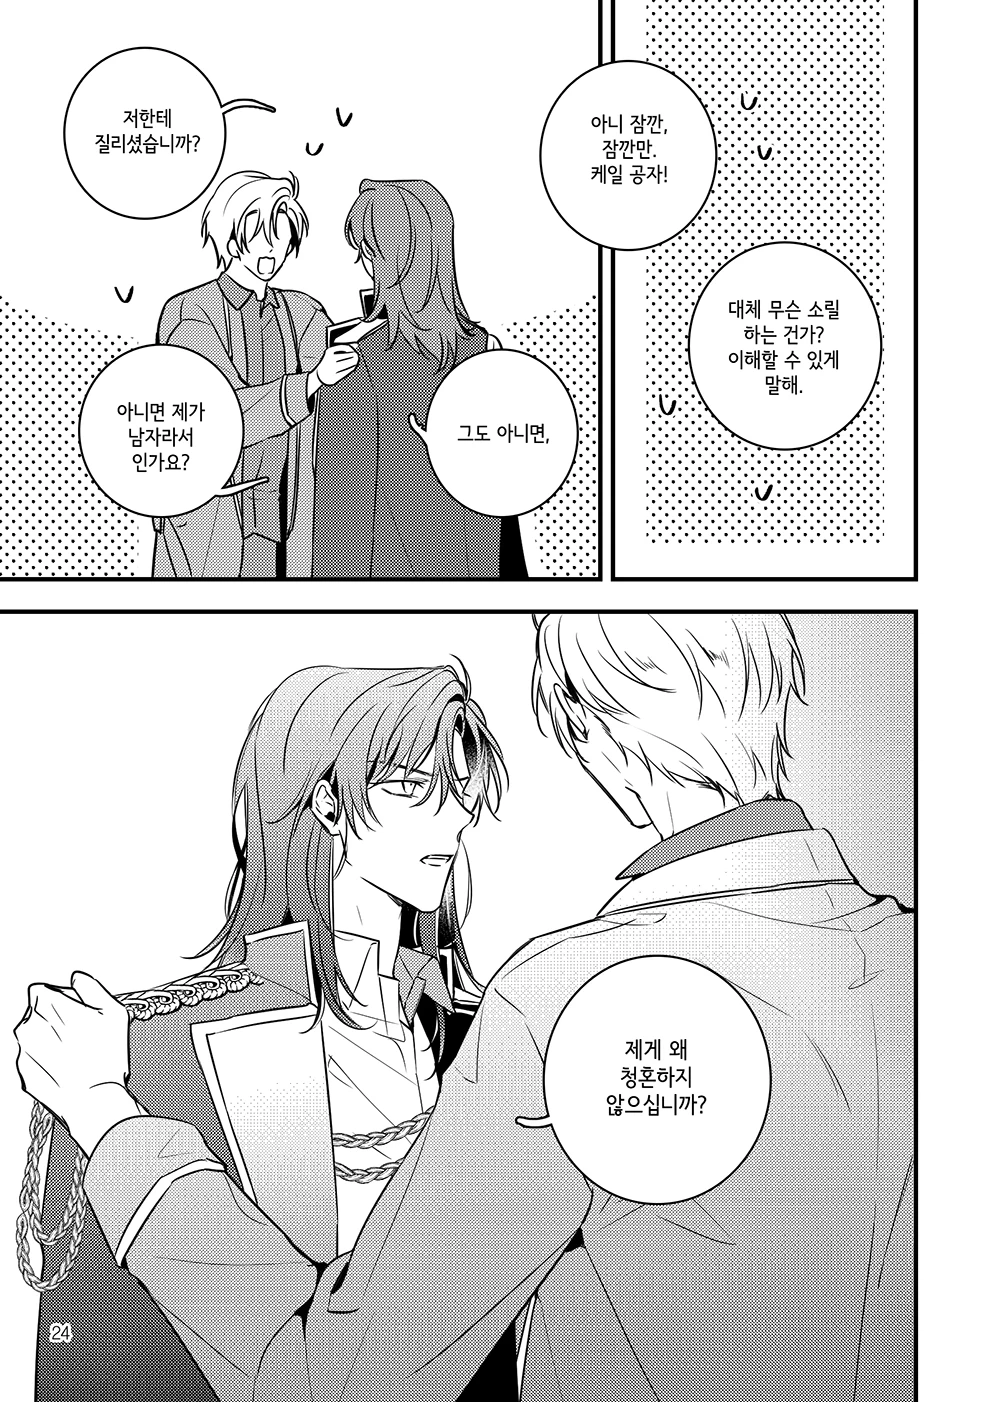 아니 잠깐,
잠깐만.
케일 공자!
대체 무슨 소릴
하는 건가?
이해할 수 있게
말해.
저한테
질리셨습니까?
그도 아니면,
아니면 제가
남자라서
인가요?
제게 왜
청혼하지
않으십니까?
24